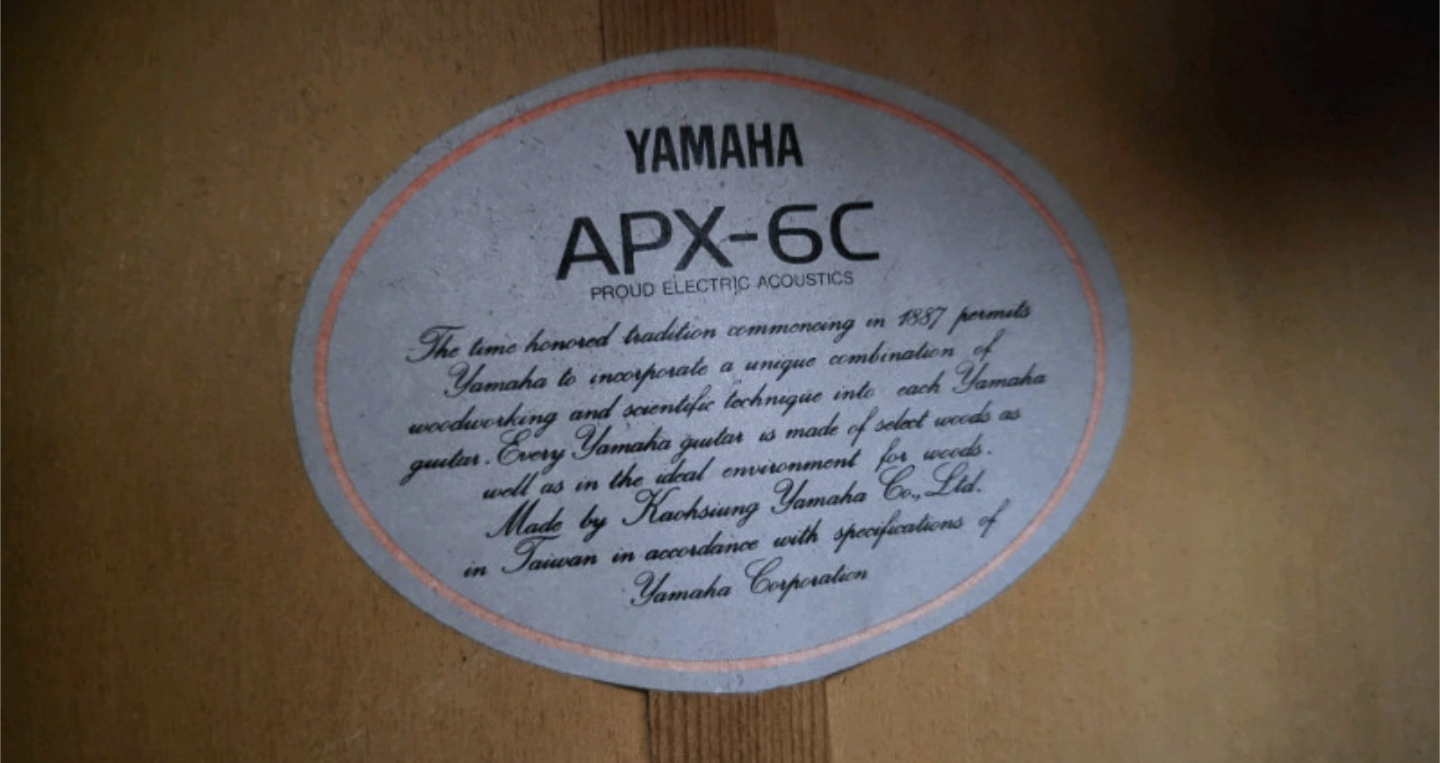 YAMAHA
APX-6C
PROUD ELECTRIC ACOUSTICS
The time honored tradition commencing in 1887 permits
Yamaha to incorporate a unique combination of
woodworking and scientific technique into each Yamaha
guitar. Every Yamaha guitar is made of select woods as
well as in the ideal environment for woods.
Made by Kaohsiung Yamaha Co., Ltd.
in Taiwan in accordance with specifications of
Yamaha Corporation